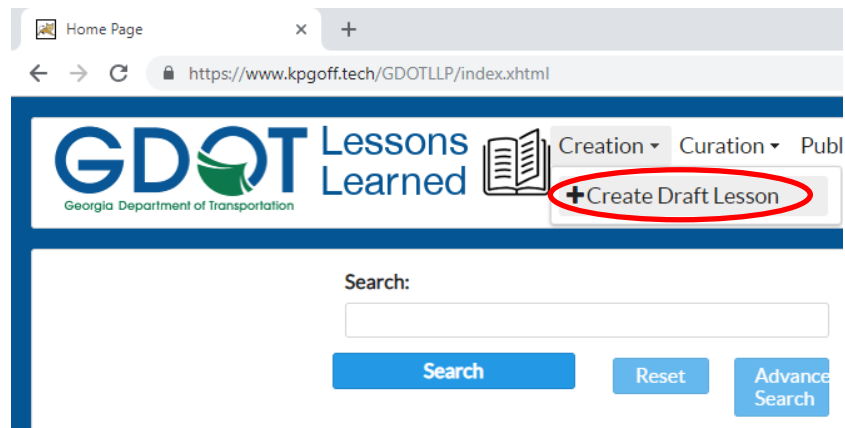 Home Page
https://www.kpgoff.tech/GDOTLLP/index.xhtml
GDOT Lessons Learned
Georgia Department of Transportation
Creation Curation Publ
+Create Draft Lesson
Search:
Search Reset Advance
Search